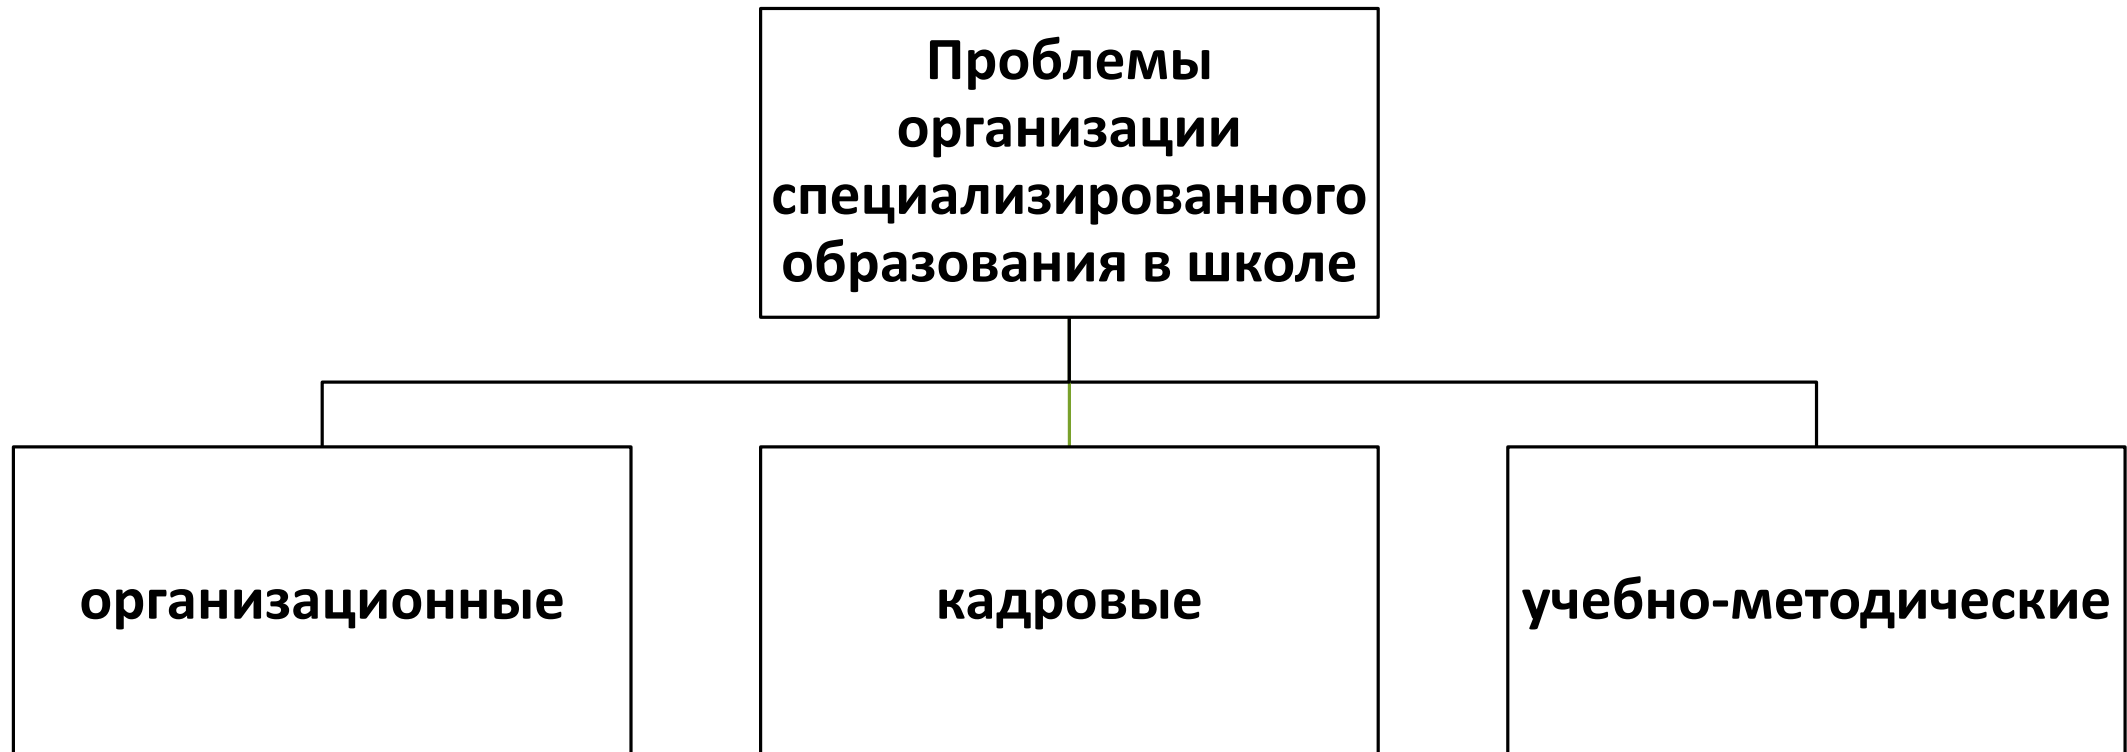 Проблемы
организации
специализированного
образования в школе
организационные
кадровые
учебно-методические